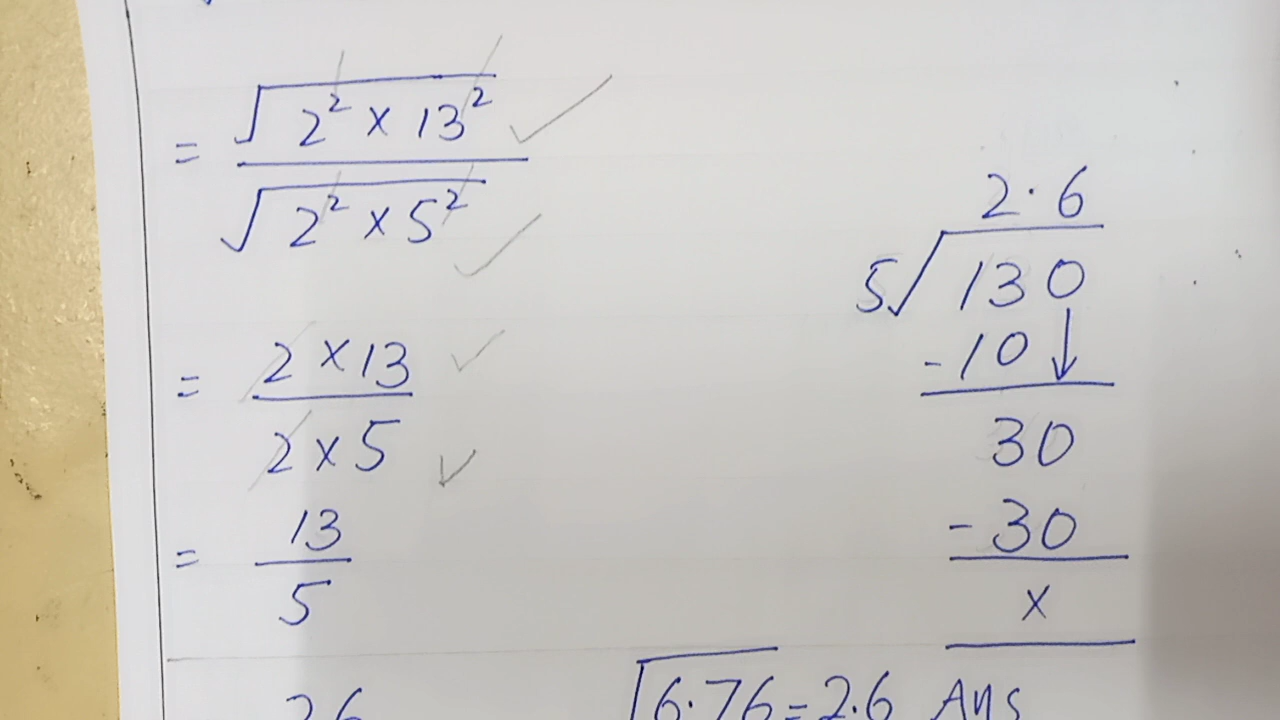 = √(2² × 13²) / √(2² × 5²)
= 2 × 13 / 2 × 5
= 13 / 5
2.6
5 √130
-10 ↓
30
-30
×
26
√6.76 = 2.6 Ans